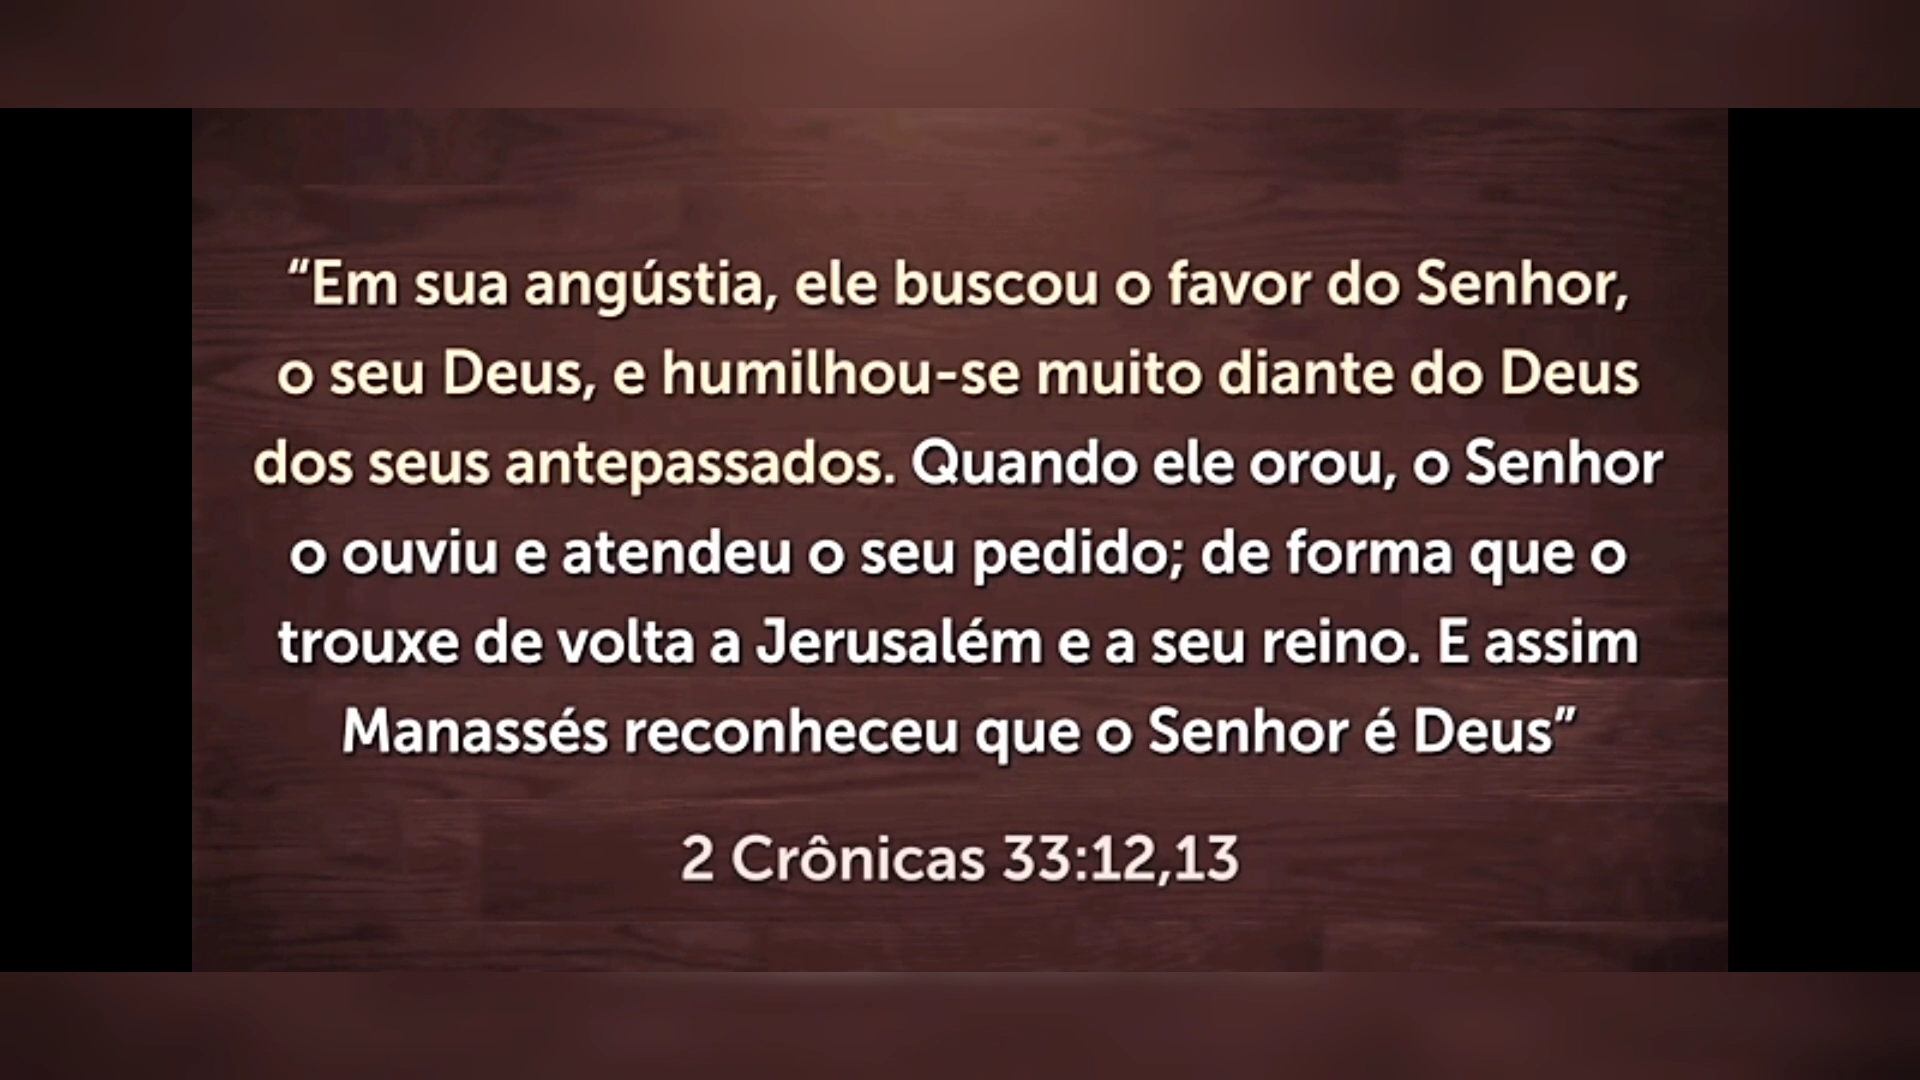 “Em sua angústia, ele buscou o favor do Senhor,
o seu Deus, e humilhou-se muito diante do Deus
dos seus antepassados. Quando ele orou, o Senhor
o ouviu e atendeu o seu pedido; de forma que o
trouxe de volta a Jerusalém e a seu reino. E assim
Manassés reconheceu que o Senhor é Deus”
2 Crônicas 33:12,13